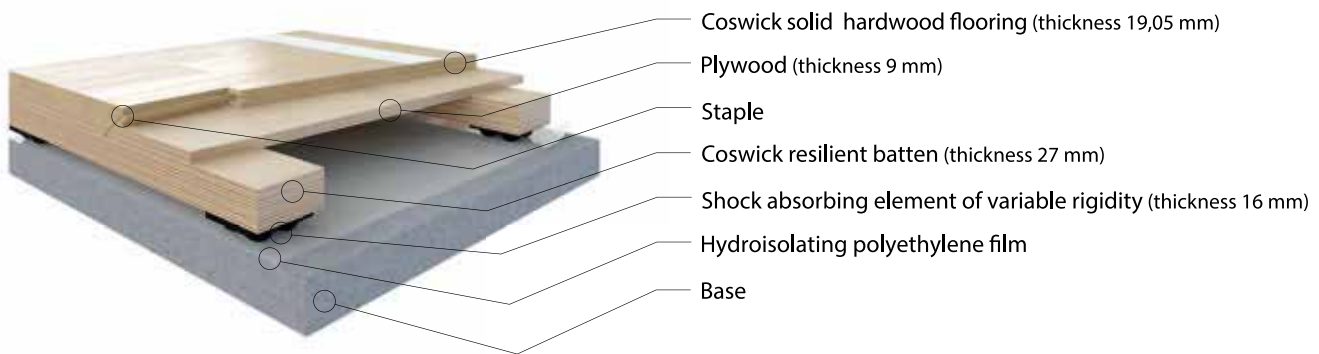 Coswick solid hardwood flooring (thickness 19,05 mm)
Plywood (thickness 9 mm)
Staple
Coswick resilient batten (thickness 27 mm)
Shock absorbing element of variable rigidity (thickness 16 mm)
Hydroisolating polyethylene film
Base